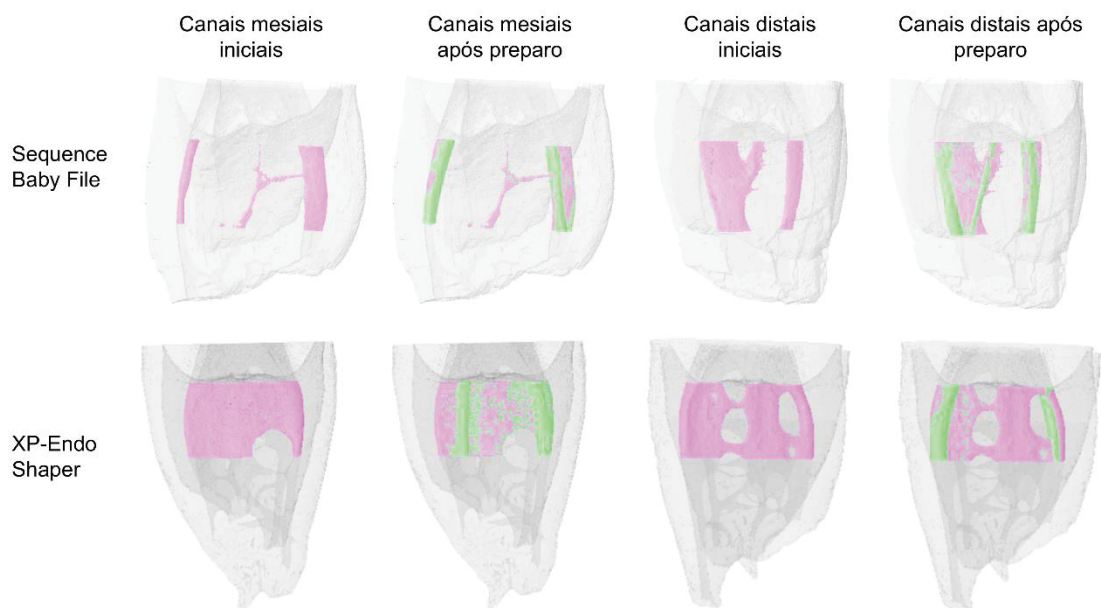 Canais mesiais
iniciais
Canais mesiais
após preparo
Canais distais
iniciais
Canais distais após
preparo
Sequence
Baby File
XP-Endo
Shaper